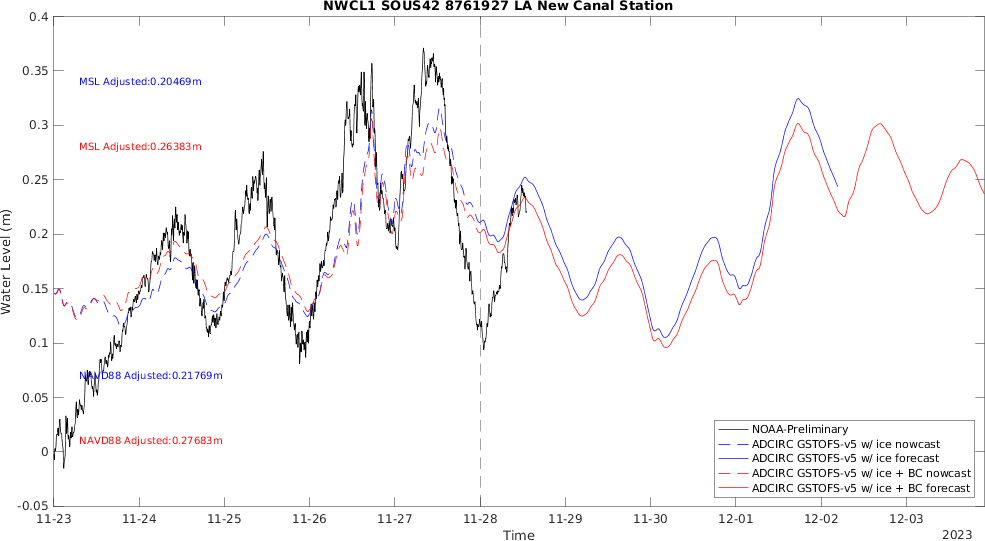 NWCL1 SOUS42 8761927 LA New Canal Station
0.4
0.35
0.3
0.25
0.2
0.15
0.1
0.05
0
-0.05
Water Level (m)
MSL Adjusted:0.20469m
MSL Adjusted:0.26383m
NAVD88 Adjusted:0.21769m
NAVD88 Adjusted:0.27683m
NOAA-Preliminary
ADCIRC GSTOFS-v5 w/ ice nowcast
ADCIRC GSTOFS-v5 w/ ice forecast
ADCIRC GSTOFS-v5 w/ ice + BC nowcast
ADCIRC GSTOFS-v5 w/ ice + BC forecast
11-23 11-24 11-25 11-26 11-27 11-28 11-29 11-30 12-01 12-02 12-03
Time
2023